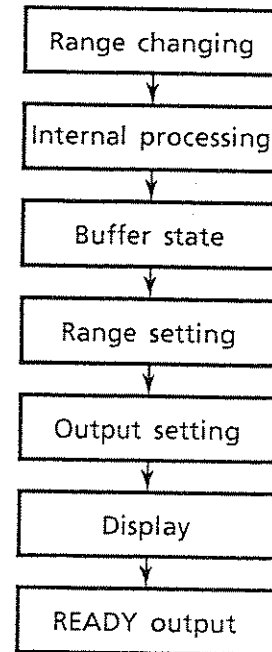 Range changing
Internal processing
Buffer state
Range setting
Output setting
Display
READY output